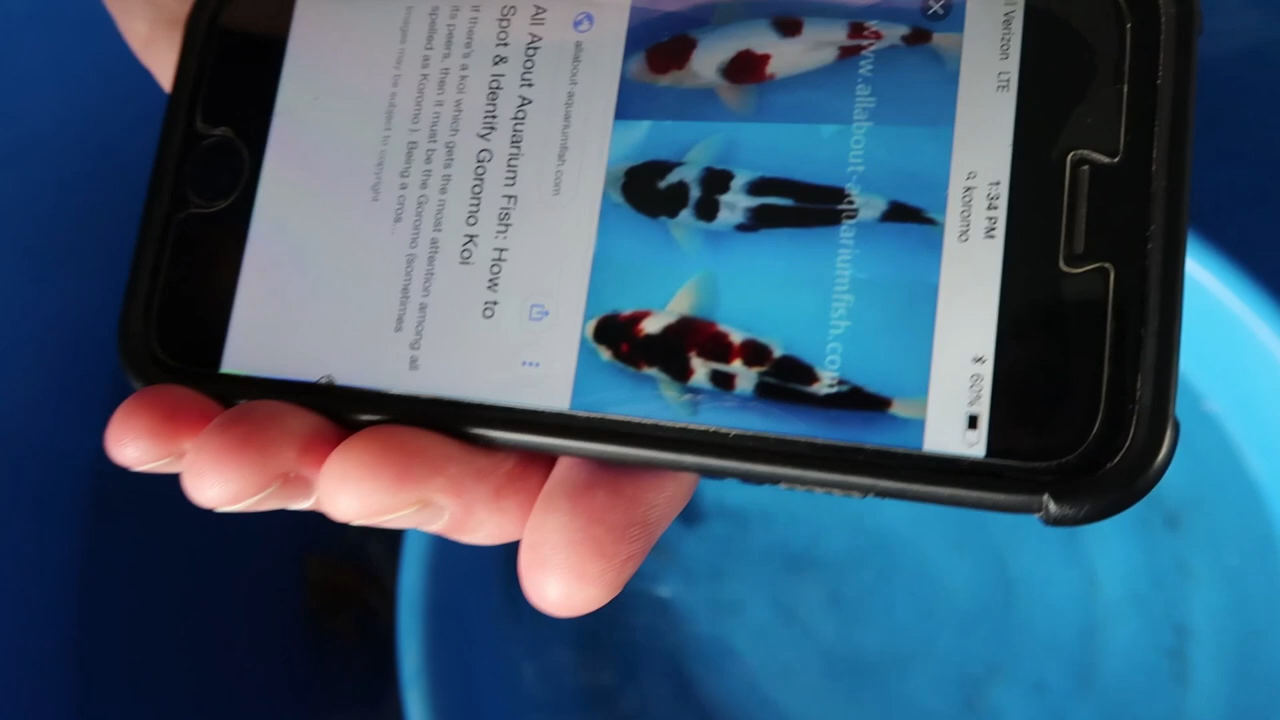 Verizon LTE
1:34 PM
60%
koromo
www.allabout-aquariumfish.com
allabout-aquariumfish.com
All About Aquarium Fish: How to
Spot & Identify Goromo Koi
If there's a koi which gets the most attention among all
its peers, then it must be the Goromo (sometimes
spelled as Koromo ). Being a cros...
Images may be subject to copyright